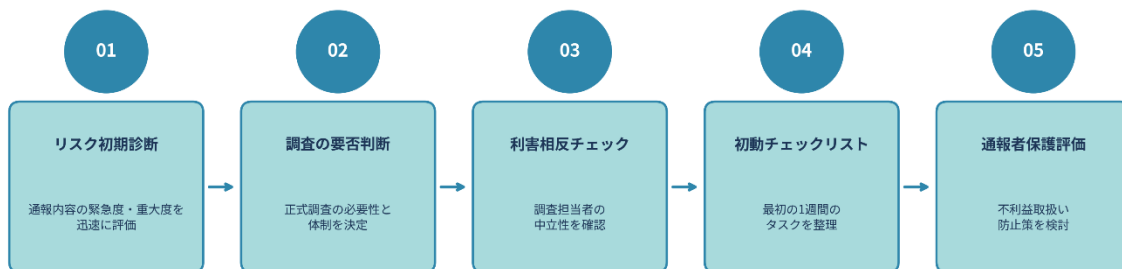 01
リスク初期診断
通報内容の緊急度・重大度を
迅速に評価
02
調査の要否判断
正式調査の必要性と
体制を決定
03
利害相反チェック
調査担当者の
中立性を確認
04
初動チェックリスト
最初の1週間の
タスクを整理
05
通報者保護評価
不利益取扱い
防止策を検討